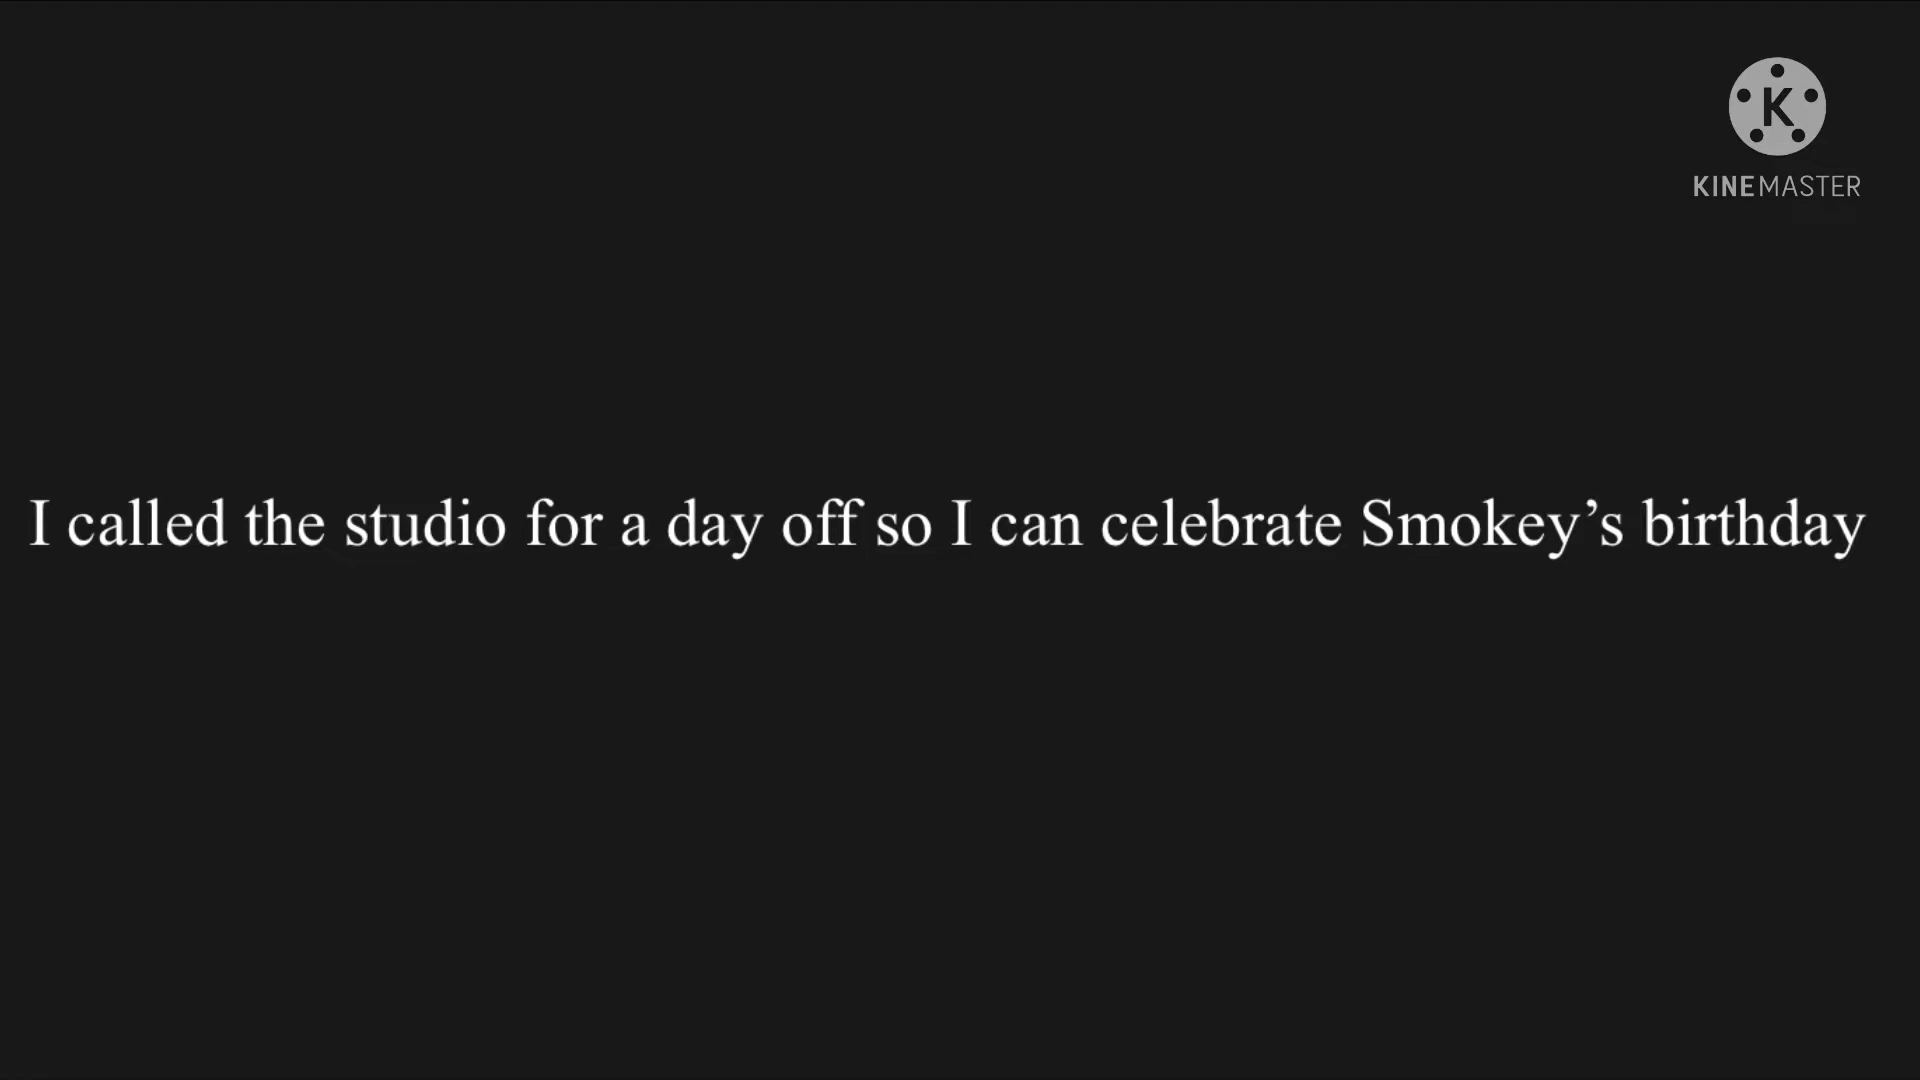 K
KINEMASTER
I called the studio for a day off so I can celebrate Smokey’s birthday